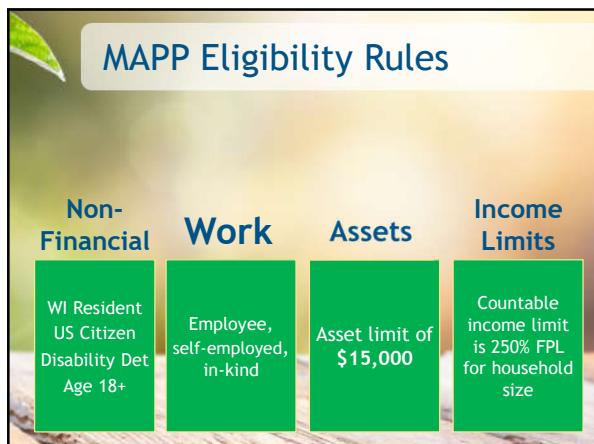 MAPP Eligibility Rules
Non-
Financial
WI Resident
US Citizen
Disability Det
Age 18+
Work
Employee,
self-employed,
in-kind
Assets
Asset limit of
$15,000
Income
Limits
Countable
income limit
is 250% FPL
for household
size